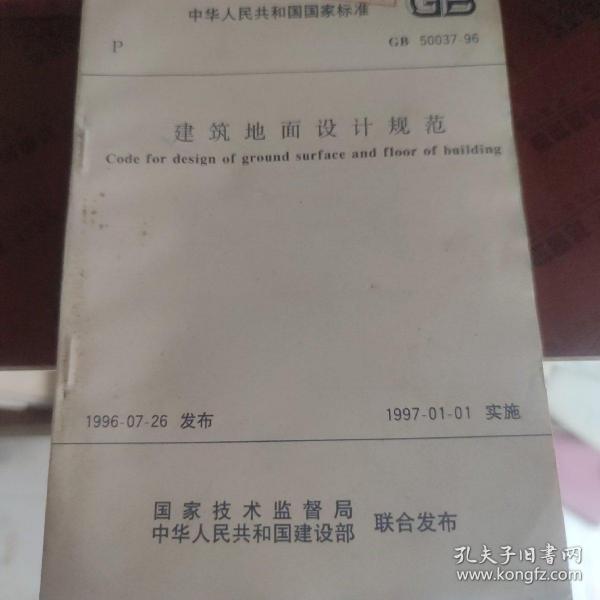 中华人民共和国国家标准
GB
P
GB 50037-96
建筑地面设计规范
Code for design of ground surface and floor of building
1996-07-26 发布
1997-01-01 实施
国家技术监督局
中华人民共和国建设部
联合发布
孔夫子旧书网
www.kongfz.com